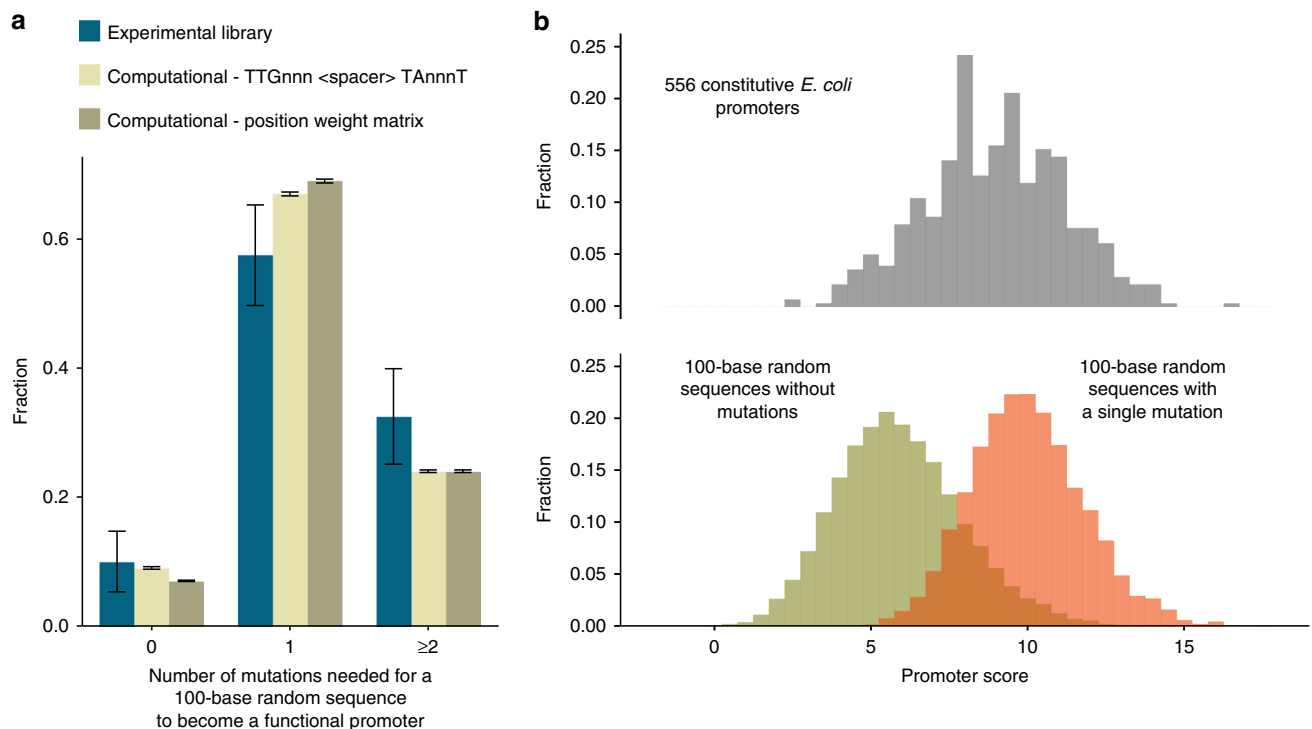 a
Experimental library
Computational - TTGnnn <spacer> TAnnnT
Computational - position weight matrix
Fraction
0.6
0.4
0.2
0.0
0
1
≥2
Number of mutations needed for a
100-base random sequence
to become a functional promoter
b
556 constitutive E. coli
promoters
Fraction
0.25
0.20
0.15
0.10
0.05
0.00
100-base random
sequences without
mutations
100-base random
sequences with
a single mutation
Fraction
0.25
0.20
0.15
0.10
0.05
0.00
0
5
10
15
Promoter score